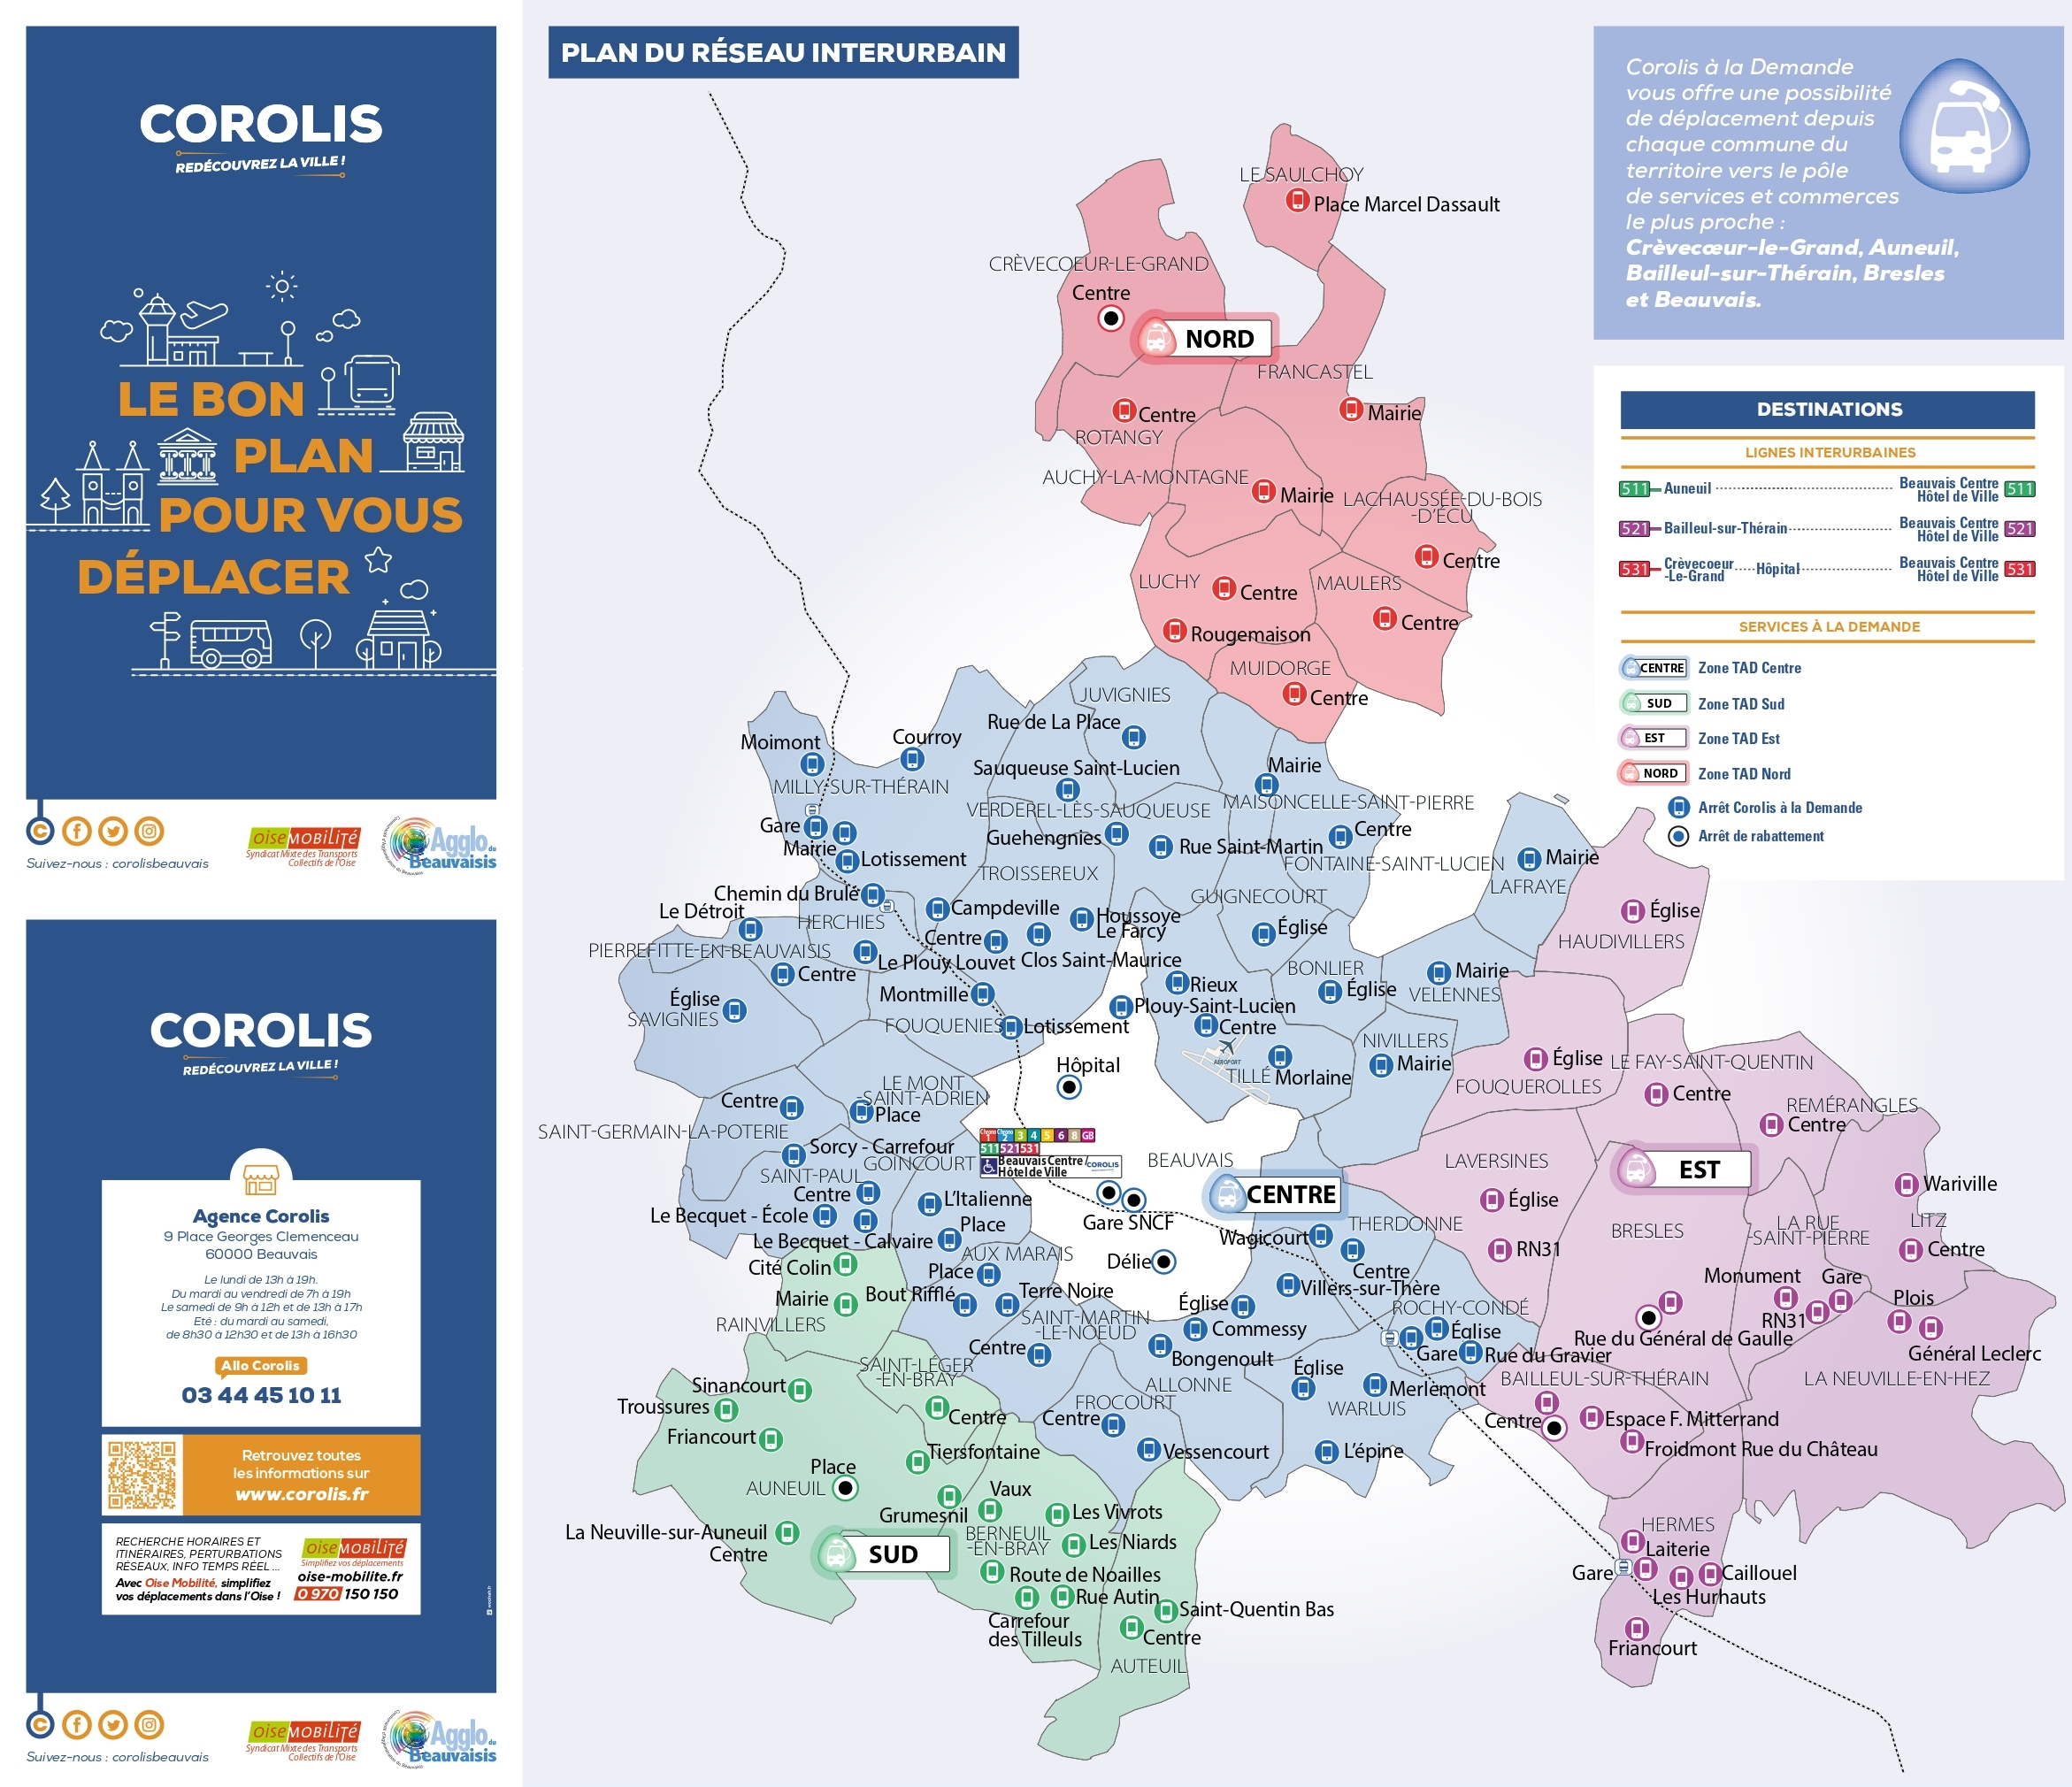 COROLIS
REDÉCOUVREZ LA VILLE !
LE BON
PLAN
POUR VOUS
DÉPLACER
Suivez-nous : corolisbeauvais
oise MOBILITÉ
Syndicat Mixte des Transports
Collectifs de l'Oise
Agglo du
Beauvaisis
COROLIS
REDÉCOUVREZ LA VILLE !
Agence Corolis
9 Place Georges Clemenceau
60000 Beauvais
Le lundi de 13h à 19h.
Du mardi au vendredi de 7h à 19h
Le samedi de 9h à 12h et de 13h à 17h
Eté : du mardi au samedi,
de 8h30 à 12h30 et de 13h à 16h30
Allo Corolis
03 44 45 10 11
Retrouvez toutes
les informations sur
www.corolis.fr
RECHERCHE HORAIRES ET
ITINÉRAIRES, PERTURBATIONS
RÉSEAUX, INFO TEMPS RÉEL ...
Avec Oise Mobilité, simplifiez
vos déplacements dans l'Oise !
oise MOBILITÉ
Simplifiez vos déplacements
oise-mobilite.fr
0 970 150 150
Suivez-nous : corolisbeauvais
oise MOBILITÉ
Syndicat Mixte des Transports
Collectifs de l'Oise
Agglo du
Beauvaisis
PLAN DU RÉSEAU INTERURBAIN
Corolis à la Demande
vous offre une possibilité
de déplacement depuis
chaque commune du
territoire vers le pôle
de services et commerces
le plus proche :
Crèvecœur-le-Grand, Auneuil,
Bailleul-sur-Thérain, Bresles
et Beauvais.
DESTINATIONS
LIGNES INTERURBAINES
511 Auneuil Beauvais Centre Hôtel de Ville 511
521 Bailleul-sur-Thérain Beauvais Centre Hôtel de Ville 521
531 Crèvecoeur -Le-Grand Hôpital Beauvais Centre Hôtel de Ville 531
SERVICES À LA DEMANDE
CENTRE Zone TAD Centre
SUD Zone TAD Sud
EST Zone TAD Est
NORD Zone TAD Nord
Arrêt Corolis à la Demande
Arrêt de rabattement
LE SAULCHOY
Place Marcel Dassault
CRÈVECOEUR-LE-GRAND
Centre
NORD
FRANCASTEL
Mairie
Centre
ROTANGY
AUCHY-LA-MONTAGNE
Mairie
LACHAUSSÉE-DU-BOIS
-D'ÉCU
Centre
LUCHY
Centre
MAULERS
Centre
Rougemaison
MUIDORGE
Centre
JUVIGNIES
Rue de La Place
Moimont
Courroy
MILLY-SUR-THÉRAIN
Sauqueuse Saint-Lucien
Mairie
VERDEREL-LÈS-SAUQUEUSE
MAISONCELLE-SAINT-PIERRE
Gare
Mairie
Lotissement
Guehengnies
Rue Saint-Martin
Centre
FONTAINE-SAINT-LUCIEN
Mairie
LAFRAYE
TROISSEREUX
Chemin du Brulé
GUIGNECOURT
Église
HAUDIVILLERS
Le Détroit
HERCHIES
Campdeville
Houssoye
Le Farcy
Église
PIERREFITTE-EN-BEAUVAISIS
Centre
Centre
Le Plouy Louvet
Clos Saint-Maurice
BONLIER
Église
Mairie
VELENNES
Église
SAVIGNIES
Montmille
Rieux
Plouy-Saint-Lucien
FOUQUENIES
Lotissement
Centre
AÉROPORT
TILLÉ
Morlaine
NIVILLERS
Mairie
Église
FOUQUEROLLES
LE FAY-SAINT-QUENTIN
Centre
Hôpital
LE MONT
-SAINT-ADRIEN
Place
Centre
SAINT-GERMAIN-LA-POTERIE
REMÉRANGLES
Centre
Sorcy - Carrefour
SAINT-PAUL
GOINCOURT
Chrono 1 Chrono 2 3 4 5 6 8 GB
511 521 531
Beauvais Centre /
Hôtel de Ville
COROLIS
BEAUVAIS
CENTRE
LAVERSINES
Église
EST
Wariville
Centre
L'Italienne
Le Becquet - École
Place
Le Becquet - Calvaire
Gare SNCF
Wagicourt
THERDONNE
Centre
RN31
BRESLES
LA RUE
-SAINT-PIERRE
LITZ
Centre
Cité Colin
AUX MARAIS
Place
Délie
Mairie
Bout Rifflé
Terre Noire
RAINVILLERS
Villers-sur-Thère
Monument
Gare
Plois
RN31
Général Leclerc
Rue du Général de Gaulle
SAINT-MARTIN
-LE-NOEUD
Centre
Église
Commessy
ROCHY-CONDÉ
Église
Gare
Rue du Gravier
Bongenoult
ALLONNE
Église
Merlemont
WARLUIS
BAILLEUL-SUR-THÉRAIN
LA NEUVILLE-EN-HEZ
SAINT-LÉGER
-EN-BRAY
Centre
Sinancourt
Troussures
Friancourt
FROCOURT
Centre
Vessencourt
L'épine
Centre
Espace F. Mitterrand
Froidmont Rue du Château
Tiersfontaine
Place
AUNEUIL
Grumesnil
Vaux
Les Vivrots
BERNEUIL
-EN-BRAY
Les Niards
La Neuville-sur-Auneuil
Centre
SUD
Route de Noailles
Rue Autin
Carrefour
des Tilleuls
Saint-Quentin Bas
Centre
AUTEUIL
HERMES
Laiterie
Gare
Caillouel
Les Hurhauts
Friancourt